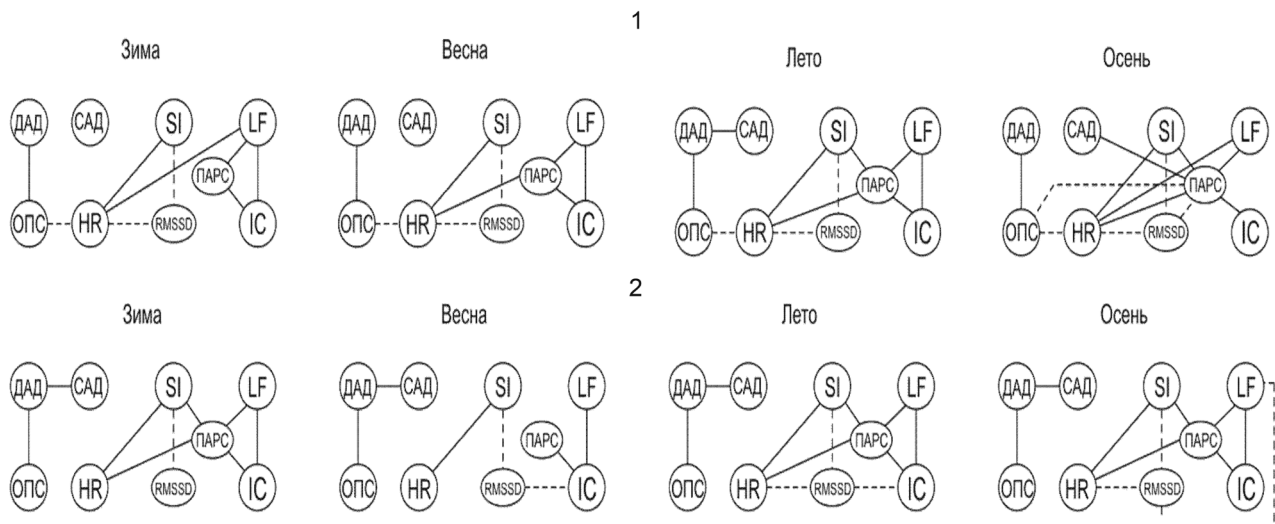 1
Зима
Весна
Лето
Осень
ДАД САД SI LF
ПАРС
ОПС HR RMSSD IC
ДАД САД SI LF
ПАРС
ОПС HR RMSSD IC
ДАД САД SI LF
ПАРС
ОПС HR RMSSD IC
ДАД САД SI LF
ПАРС
ОПС HR RMSSD IC
2
Зима
Весна
Лето
Осень
ДАД САД SI LF
ПАРС
ОПС HR RMSSD IC
ДАД САД SI LF
ПАРС
ОПС HR RMSSD IC
ДАД САД SI LF
ПАРС
ОПС HR RMSSD IC
ДАД САД SI LF
ПАРС
ОПС HR RMSSD IC